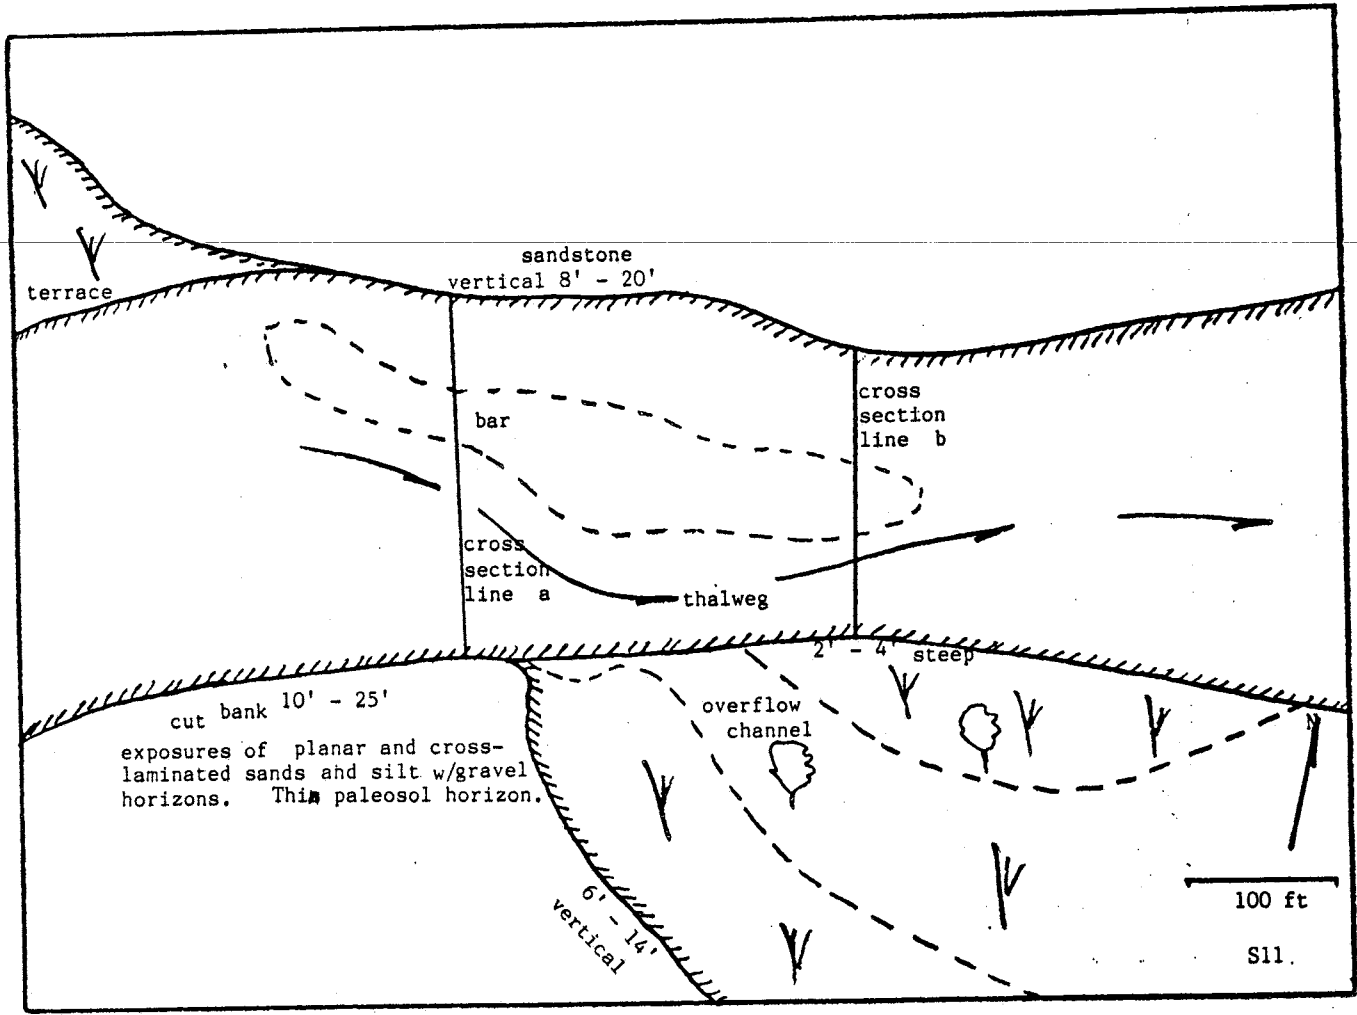 sandstone
vertical 8' - 20'
terrace
cross
section
line b
bar
cross
section
line a
thalweg
2' - 4' steep
cut bank 10' - 25'
exposures of planar and cross-
laminated sands and silt w/gravel
horizons. Thin paleosol horizon.
overflow
channel
N
6' - 14'
vertical
100 ft
S11.